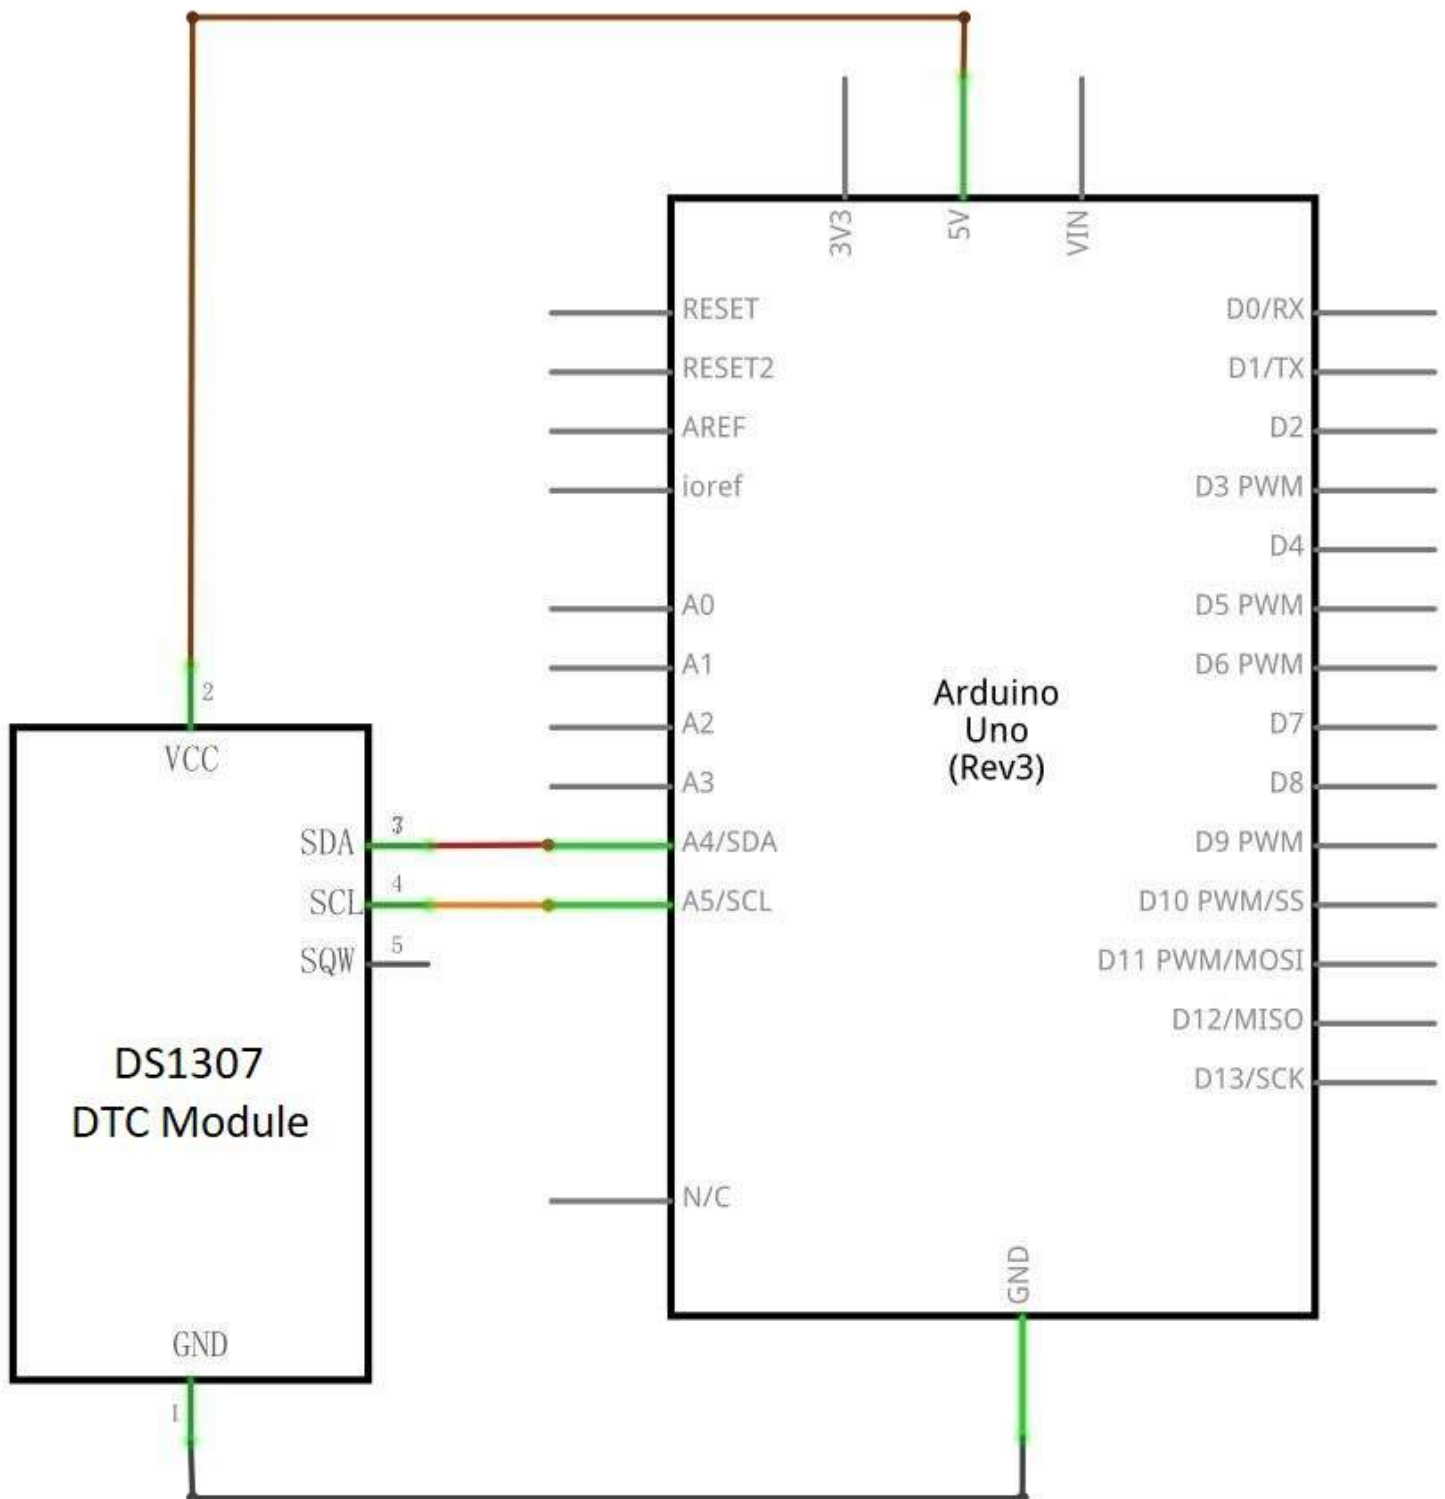 3V3
5V
VIN
RESET
D0/RX
RESET2
D1/TX
AREF
D2
ioref
D3 PWM
D4
A0
D5 PWM
A1
D6 PWM
2
Arduino
Uno
(Rev3)
A2
D7
VCC
A3
D8
SDA
3
A4/SDA
D9 PWM
SCL
4
A5/SCL
D10 PWM/SS
SQW
5
D11 PWM/MOSI
D12/MISO
DS1307
DTC Module
D13/SCK
N/C
GND
GND
1